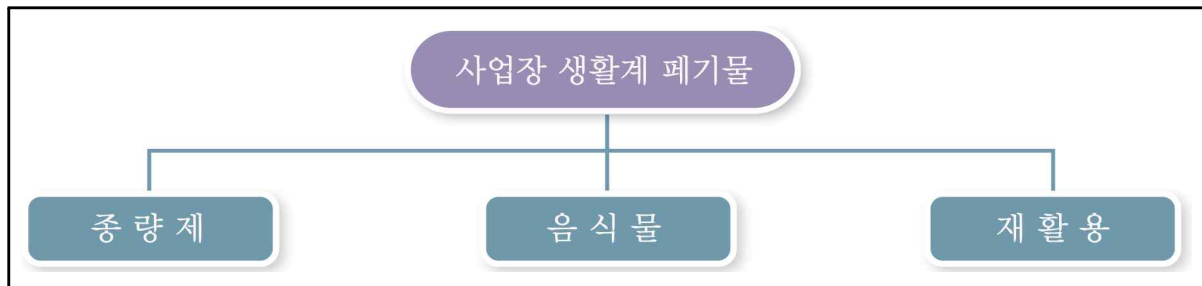 사업장 생활계 폐기물
종 량 제
음 식 물
재 활 용